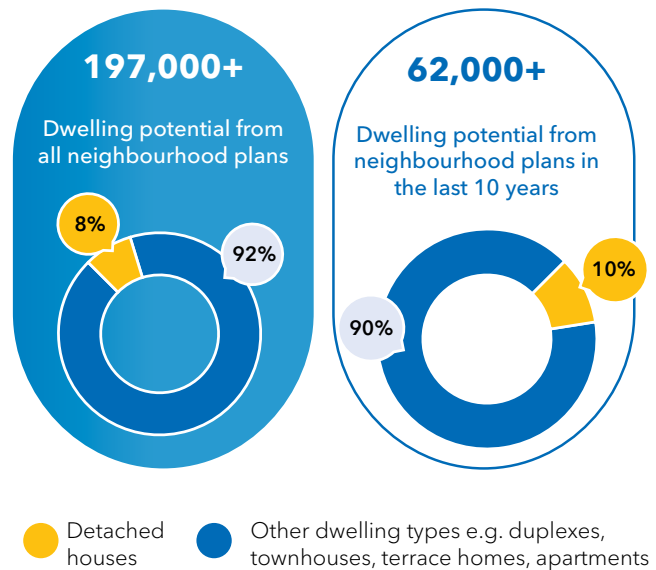 197,000+
Dwelling potential from
all neighbourhood plans
8%
92%
62,000+
Dwelling potential from
neighbourhood plans in
the last 10 years
10%
90%
Detached
houses
Other dwelling types e.g. duplexes,
townhouses, terrace homes, apartments